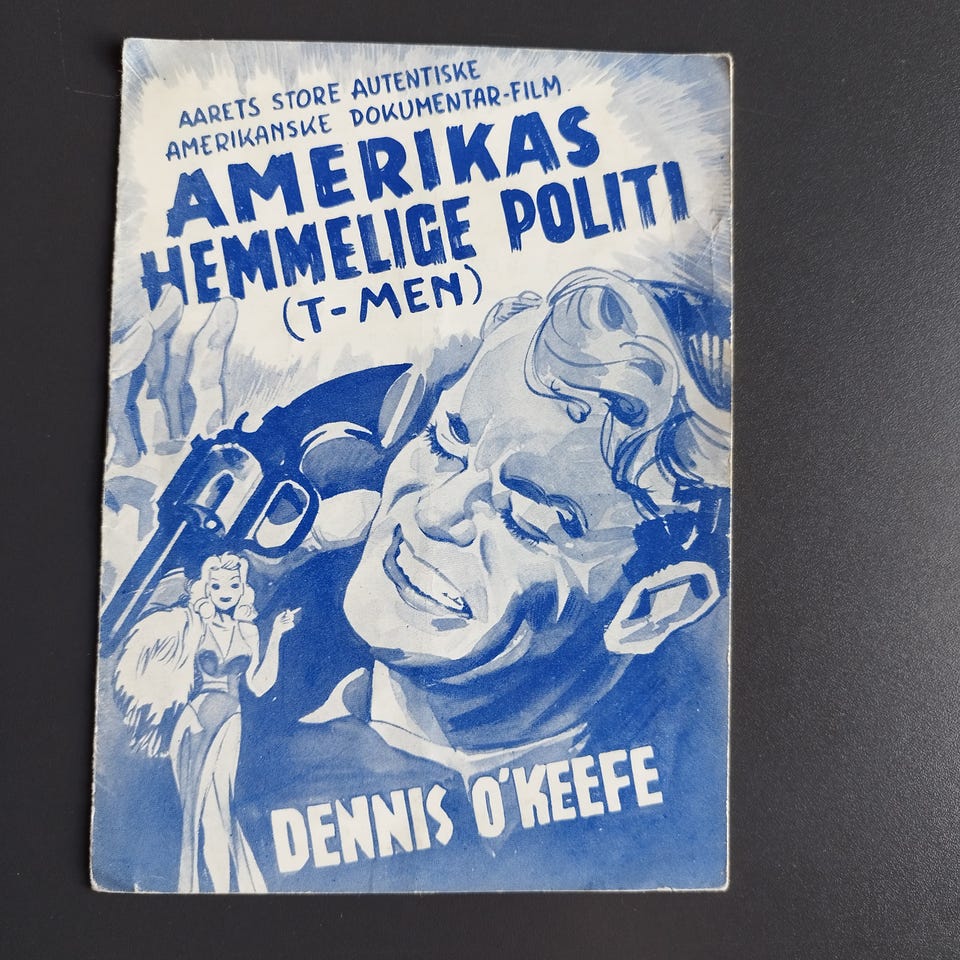 AARETS STORE AUTENTISKE
AMERIKANSKE DOKUMENTAR-FILM.
AMERIKAS
HEMMELIGE POLITI
(T-MEN)
DENNIS O'KEEFE